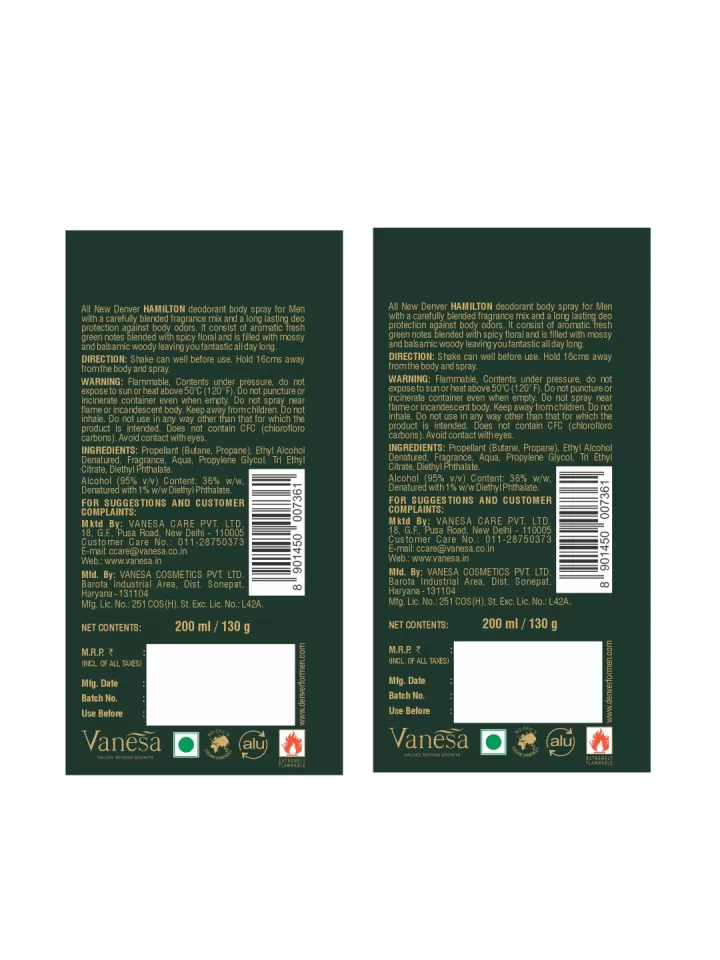 All New Denver HAMILTON deodorant body spray for Men
with a carefully blended fragrance mix and a long lasting deo
protection against body odors. It consist of aromatic fresh
green notes blended with spicy floral and is filled with mossy
and balsamic woody leaving you fantastic all day long.
DIRECTION: Shake can well before use. Hold 16cms away
from the body and spray.
WARNING: Flammable, Contents under pressure, do not
expose to sun or heat above 50°C (120° F). Do not puncture or
incinerate container even when empty. Do not spray near
flame or incandescent body. Keep away from children. Do not
inhale. Do not use in any way other than that for which the
product is intended. Does not contain CFC (chlorofloro
carbons). Avoid contact with eyes.
INGREDIENTS: Propellant (Butane, Propane), Ethyl Alcohol
Denatured, Fragrance, Aqua, Propylene Glycol, Tri Ethyl
Citrate, Diethyl Phthalate.
Alcohol (95% v/v) Content: 36% w/w,
Denatured with 1% w/w Diethyl Phthalate.
FOR SUGGESTIONS AND CUSTOMER
COMPLAINTS:
Mktd By: VANESA CARE PVT. LTD.
18, G.F., Pusa Road, New Delhi - 110005
Customer Care No.: 011-28750373
E-mail: ccare@vanesa.co.in
Web.: www.vanesa.in
Mfd. By: VANESA COSMETICS PVT. LTD.
Barota Industrial Area, Dist. Sonepat,
Haryana - 131104
Mfg. Lic. No.: 251 COS(H), St. Exc. Lic. No.: L42A.
8 901450 007361
NET CONTENTS: 200 ml / 130 g
M.R.P. ₹ :
(INCL. OF ALL TAXES)
Mfg. Date :
Batch No. :
Use Before :
www.denverformen.com
Vanesa
VALUES BEYOND GROWTH
NO CFC'S
alu
EXTREMELY
FLAMMABLE
All New Denver HAMILTON deodorant body spray for Men
with a carefully blended fragrance mix and a long lasting deo
protection against body odors. It consist of aromatic fresh
green notes blended with spicy floral and is filled with mossy
and balsamic woody leaving you fantastic all day long.
DIRECTION: Shake can well before use. Hold 16cms away
from the body and spray.
WARNING: Flammable, Contents under pressure, do not
expose to sun or heat above 50°C (120° F). Do not puncture or
incinerate container even when empty. Do not spray near
flame or incandescent body. Keep away from children. Do not
inhale. Do not use in any way other than that for which the
product is intended. Does not contain CFC (chlorofloro
carbons). Avoid contact with eyes.
INGREDIENTS: Propellant (Butane, Propane), Ethyl Alcohol
Denatured, Fragrance, Aqua, Propylene Glycol, Tri Ethyl
Citrate, Diethyl Phthalate.
Alcohol (95% v/v) Content: 36% w/w,
Denatured with 1% w/w Diethyl Phthalate.
FOR SUGGESTIONS AND CUSTOMER
COMPLAINTS:
Mktd By: VANESA CARE PVT. LTD.
18, G.F., Pusa Road, New Delhi - 110005
Customer Care No.: 011-28750373
E-mail: ccare@vanesa.co.in
Web.: www.vanesa.in
Mfd. By: VANESA COSMETICS PVT. LTD.
Barota Industrial Area, Dist. Sonepat,
Haryana - 131104
Mfg. Lic. No.: 251 COS(H), St. Exc. Lic. No.: L42A.
8 901450 007361
NET CONTENTS: 200 ml / 130 g
M.R.P. ₹ :
(INCL. OF ALL TAXES)
Mfg. Date :
Batch No. :
Use Before :
www.denverformen.com
Vanesa
VALUES BEYOND GROWTH
NO CFC'S
alu
EXTREMELY
FLAMMABLE